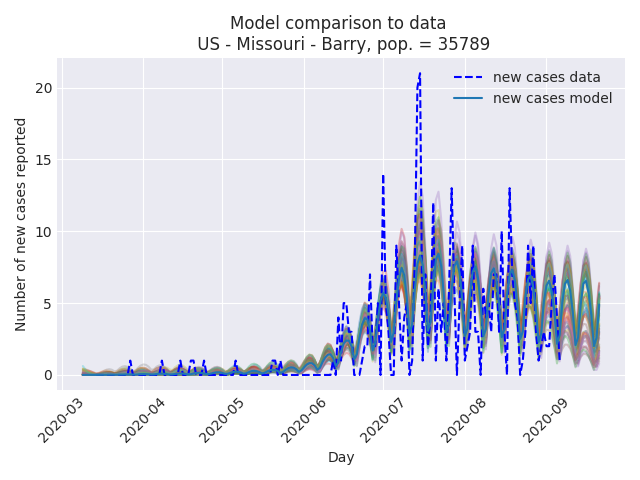 Model comparison to data
US - Missouri - Barry, pop. = 35789
Number of new cases reported
20
15
10
5
0
new cases data
new cases model
2020-03
2020-04
2020-05
2020-06
2020-07
2020-08
2020-09
Day